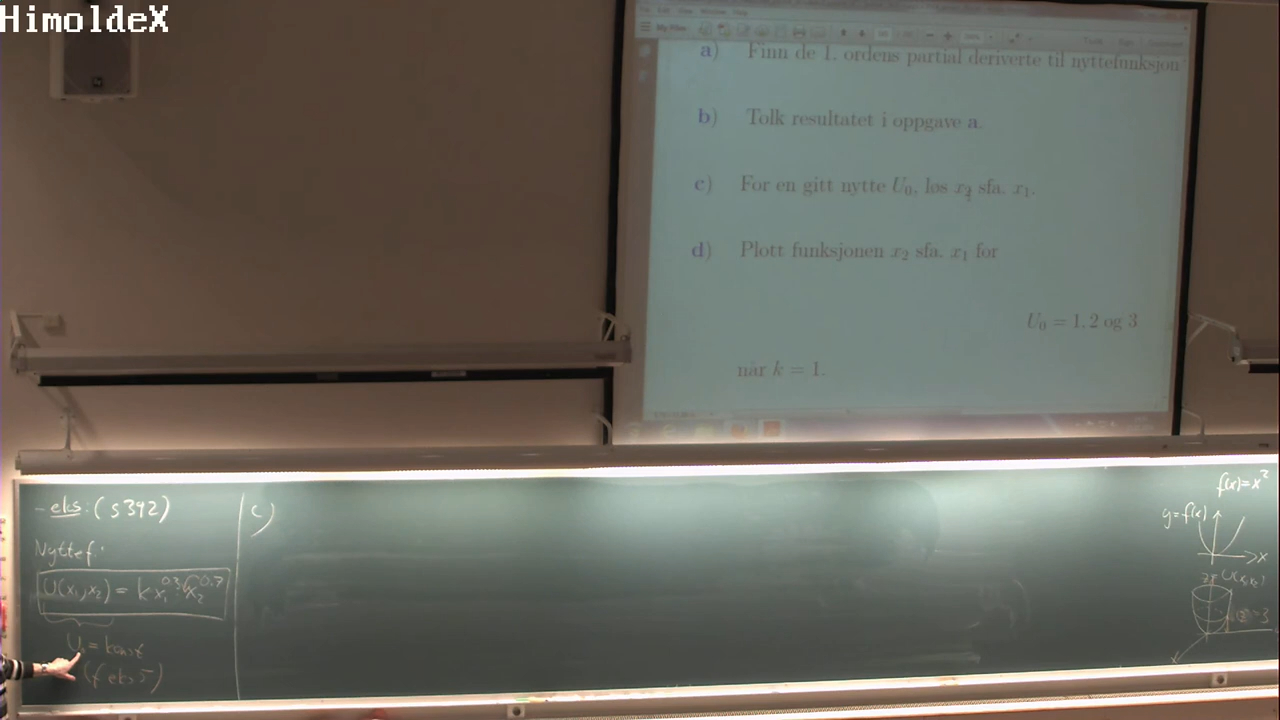 HimoldeX
a) Finn de 1. ordens partial deriverte til nyttefunksjon
b) Tolk resultatet i oppgave a.
c) For en gitt nytte U₀, løs x₂ sfa. x₁.
d) Plott funksjonen x₂ sfa. x₁ for
U₀ = 1, 2 og 3
når k = 1.
- eks: (s 392)
Nyttef.:
U(x₁,x₂) = k x₁^0.3 · x₂^0.7
U₀ = konst
(f eks 5)
c)
f(x)=x²
y=f(x)
x